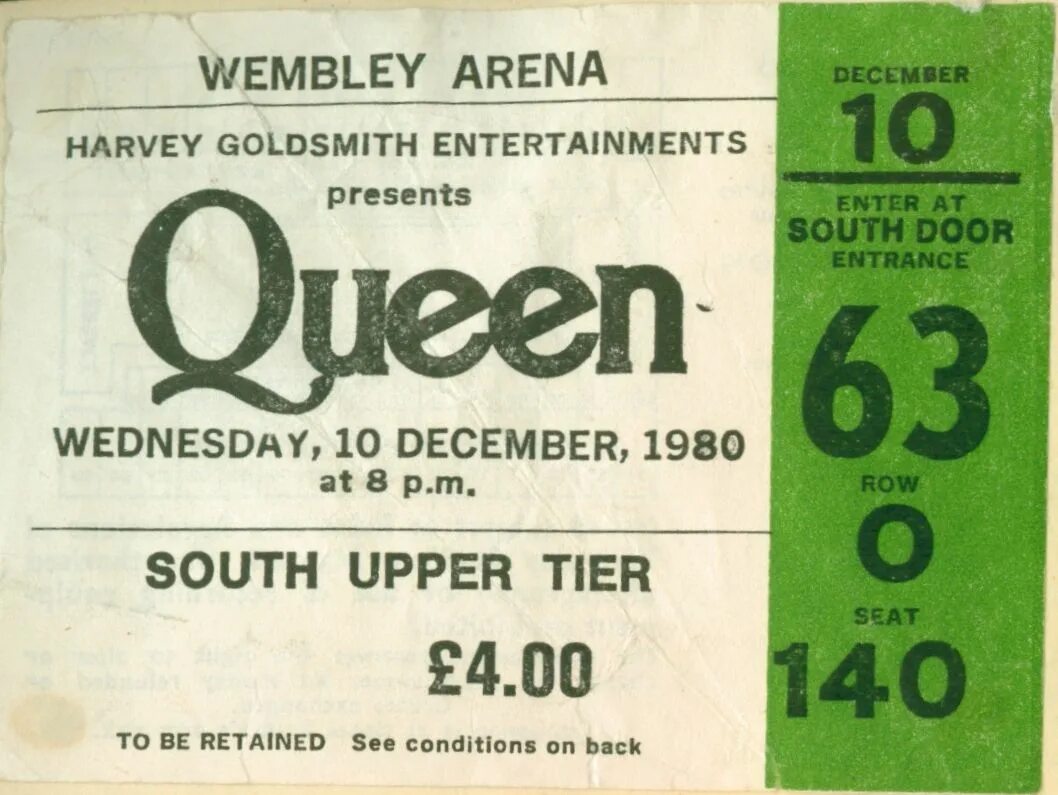 WEMBLEY ARENA
HARVEY GOLDSMITH ENTERTAINMENTS
presents
Queen
WEDNESDAY, 10 DECEMBER, 1980
at 8 p.m.
SOUTH UPPER TIER
£4.00
TO BE RETAINED See conditions on back
DECEMBER
10
ENTER AT
SOUTH DOOR
ENTRANCE
63
ROW
O
SEAT
140